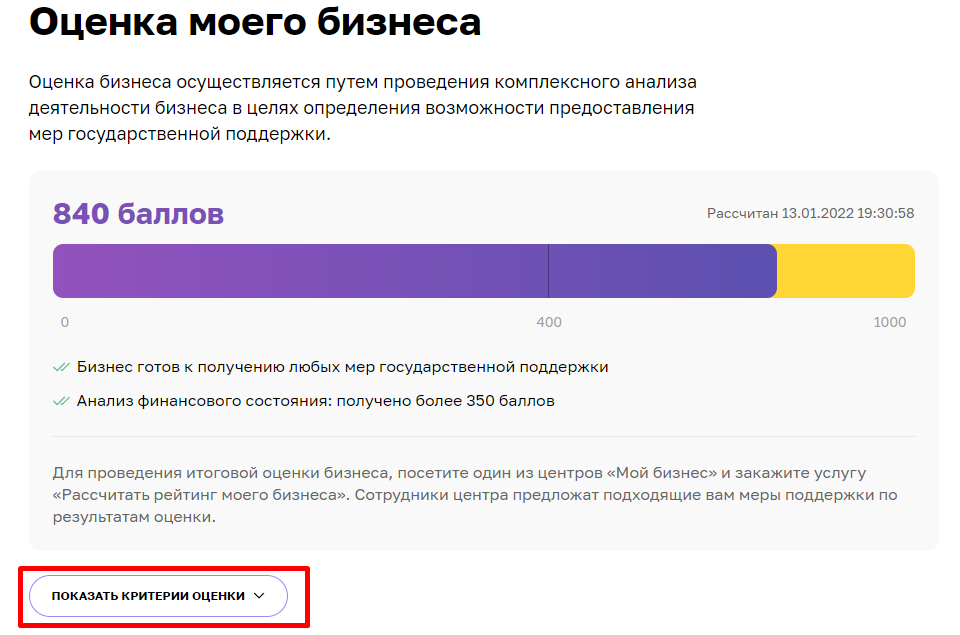 Оценка моего бизнеса
Оценка бизнеса осуществляется путем проведения комплексного анализа
деятельности бизнеса в целях определения возможности предоставления
мер государственной поддержки.
840 баллов
Рассчитан 13.01.2022 19:30:58
0 400 1000
Бизнес готов к получению любых мер государственной поддержки
Анализ финансового состояния: получено более 350 баллов
Для проведения итоговой оценки бизнеса, посетите один из центров «Мой бизнес» и закажите услугу
«Рассчитать рейтинг моего бизнеса». Сотрудники центра предложат подходящие вам меры поддержки по
результатам оценки.
ПОКАЗАТЬ КРИТЕРИИ ОЦЕНКИ